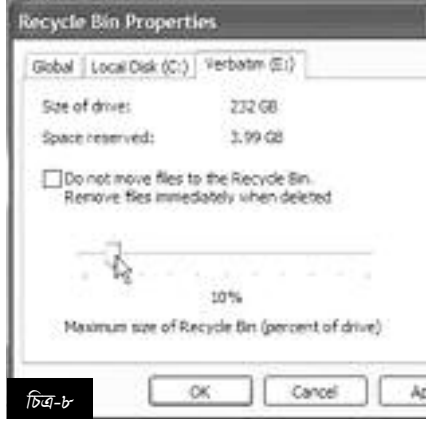 Recycle Bin Properties
Global Local Disk (C:) Verbatim (E:)
Size of drive: 232 GB
Space reserved: 3.99 GB
Do not move files to the Recycle Bin.
Remove files immediately when deleted
10%
Maximum size of Recycle Bin (percent of drive)
OK Cancel Ap
চিত্র-৮